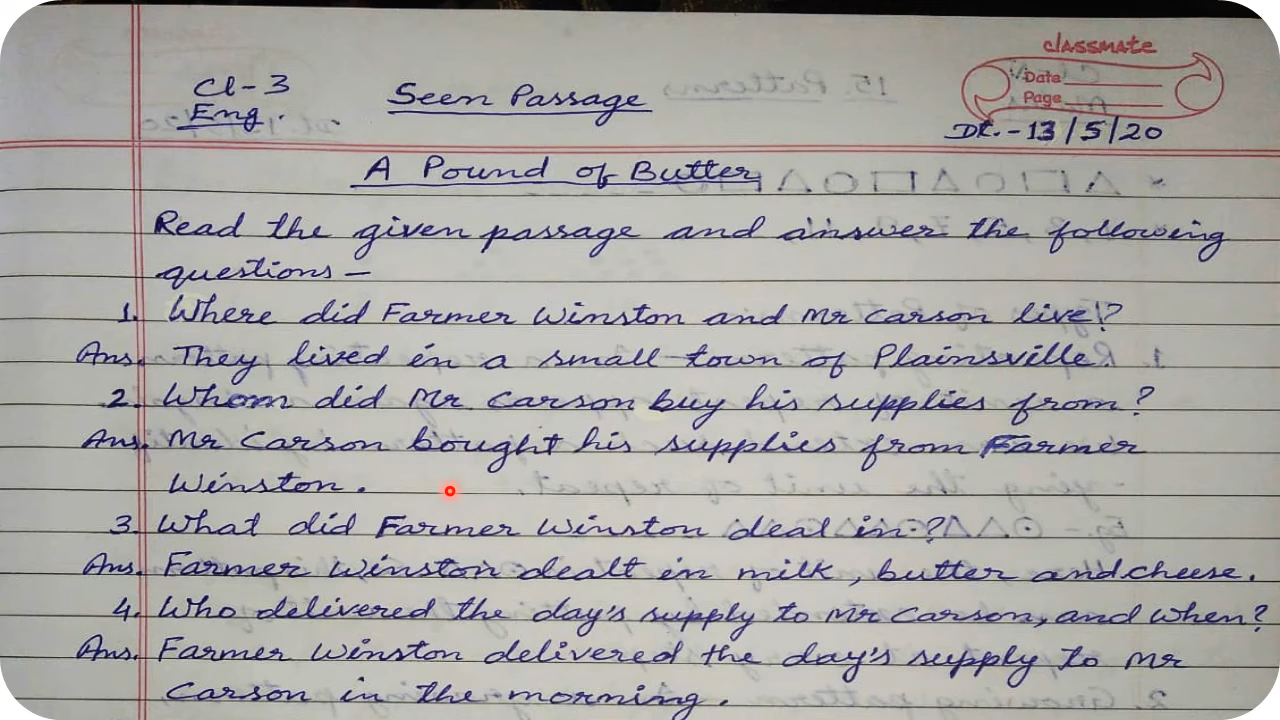 classmate
Date
Page
Cl-3
Eng.
Seen Passage
Dt.-13/5/20
A Pound of Butter
Read the given passage and answer the following
questions —
1. Where did Farmer Winston and Mr Carson live?
Ans. They lived in a small town of Plainsville.
2. Whom did Mr. Carson buy his supplies from?
Ans. Mr Carson bought his supplies from Farmer
Winston.
3. What did Farmer Winston deal in?
Ans. Farmer Winston dealt in milk, butter and cheese.
4. Who delivered the day's supply to Mr Carson, and when?
Ans. Farmer Winston delivered the day's supply to Mr
Carson in the morning.